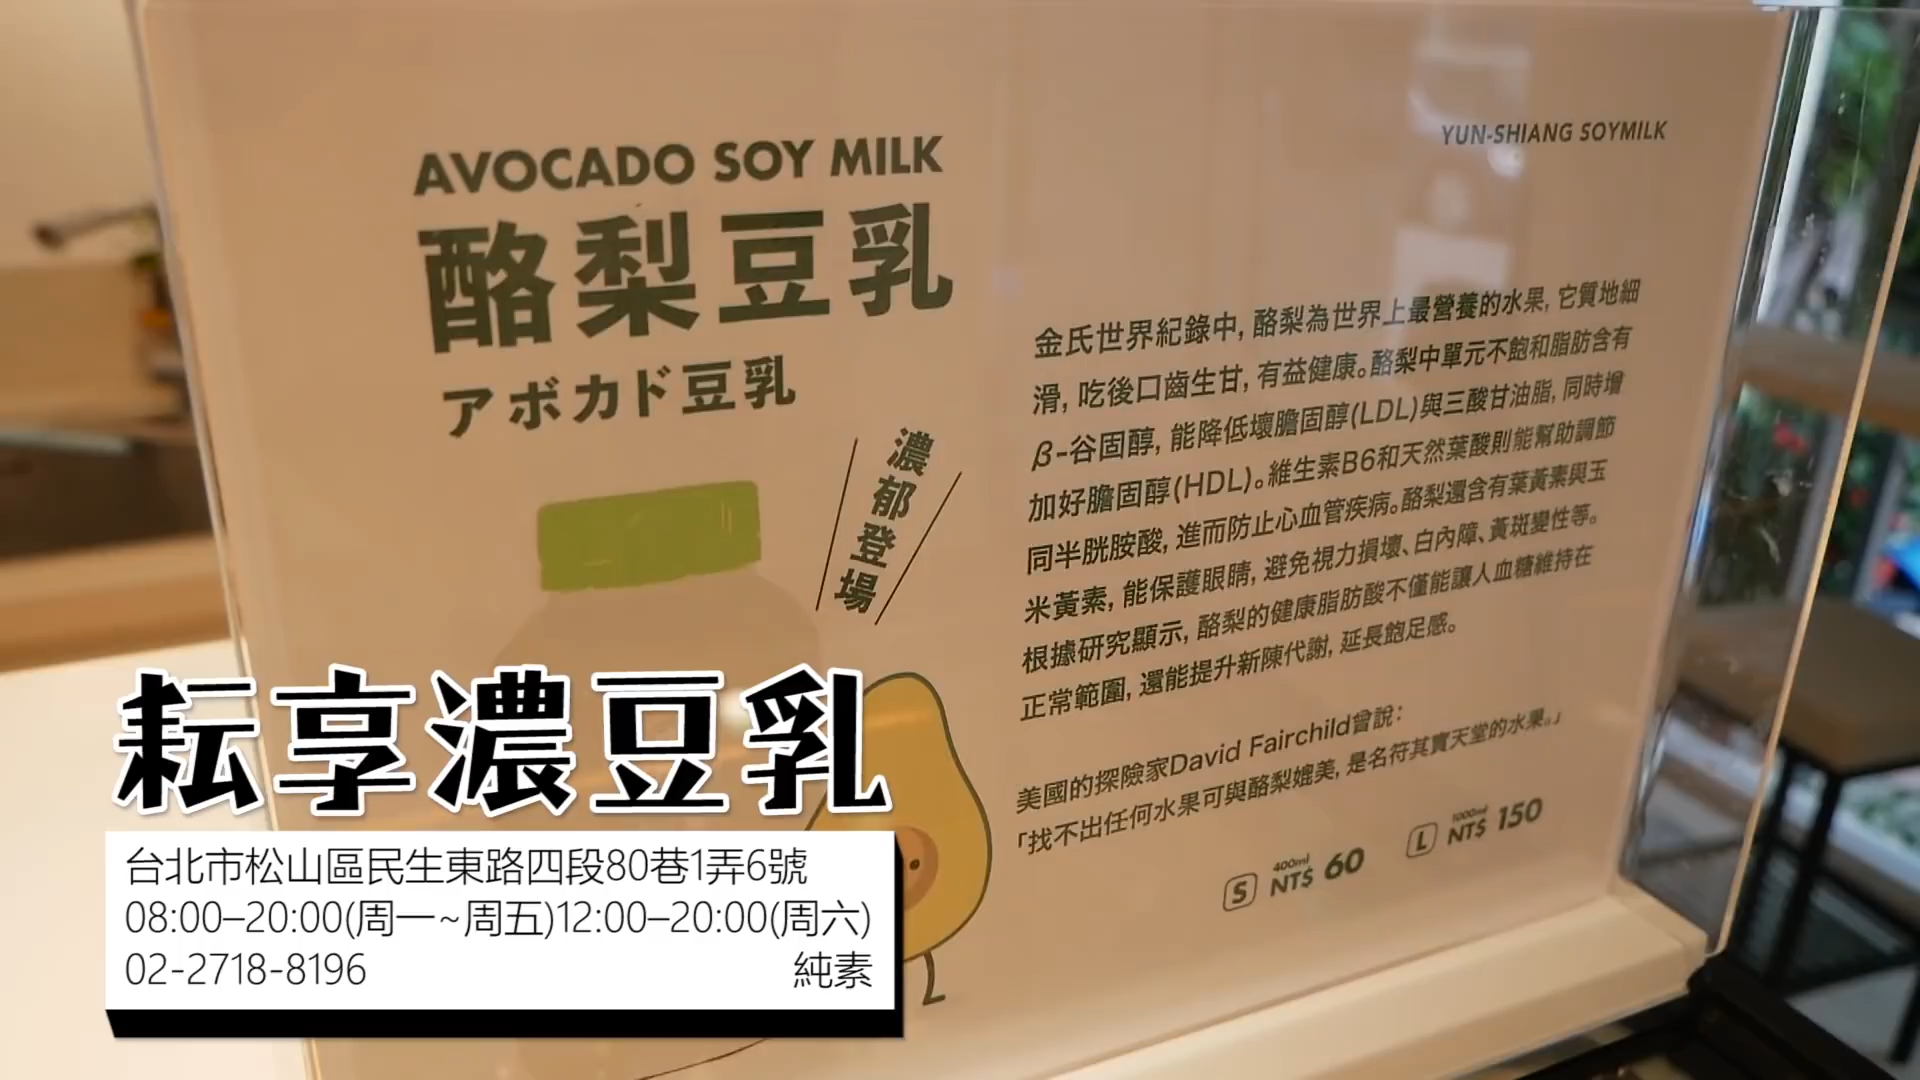 YUN-SHIANG SOYMILK
AVOCADO SOY MILK
酪梨豆乳
アボカド豆乳
濃郁登場
金氏世界紀錄中, 酪梨為世界上最營養的水果, 它質地細
滑, 吃後口齒生甘, 有益健康。酪梨中單元不飽和脂肪含有
β-谷固醇, 能降低壞膽固醇(LDL)與三酸甘油脂, 同時增
加好膽固醇(HDL)。維生素B6和天然葉酸則能幫助調節
同半胱胺酸, 進而防止心血管疾病。酪梨還含有葉黃素與玉
米黃素, 能保護眼睛, 避免視力損壞、白內障、黃斑變性等。
根據研究顯示, 酪梨的健康脂肪酸不僅能讓人血糖維持在
正常範圍, 還能提升新陳代謝, 延長飽足感。
美國的探險家David Fairchild曾說:
「找不出任何水果可與酪梨媲美, 是名符其實天堂的水果。」
S 400ml NT$ 60 L 1000ml NT$ 150
耘享濃豆乳
台北市松山區民生東路四段80巷1弄6號
08:00–20:00(周一~周五)12:00–20:00(周六)
02-2718-8196 純素